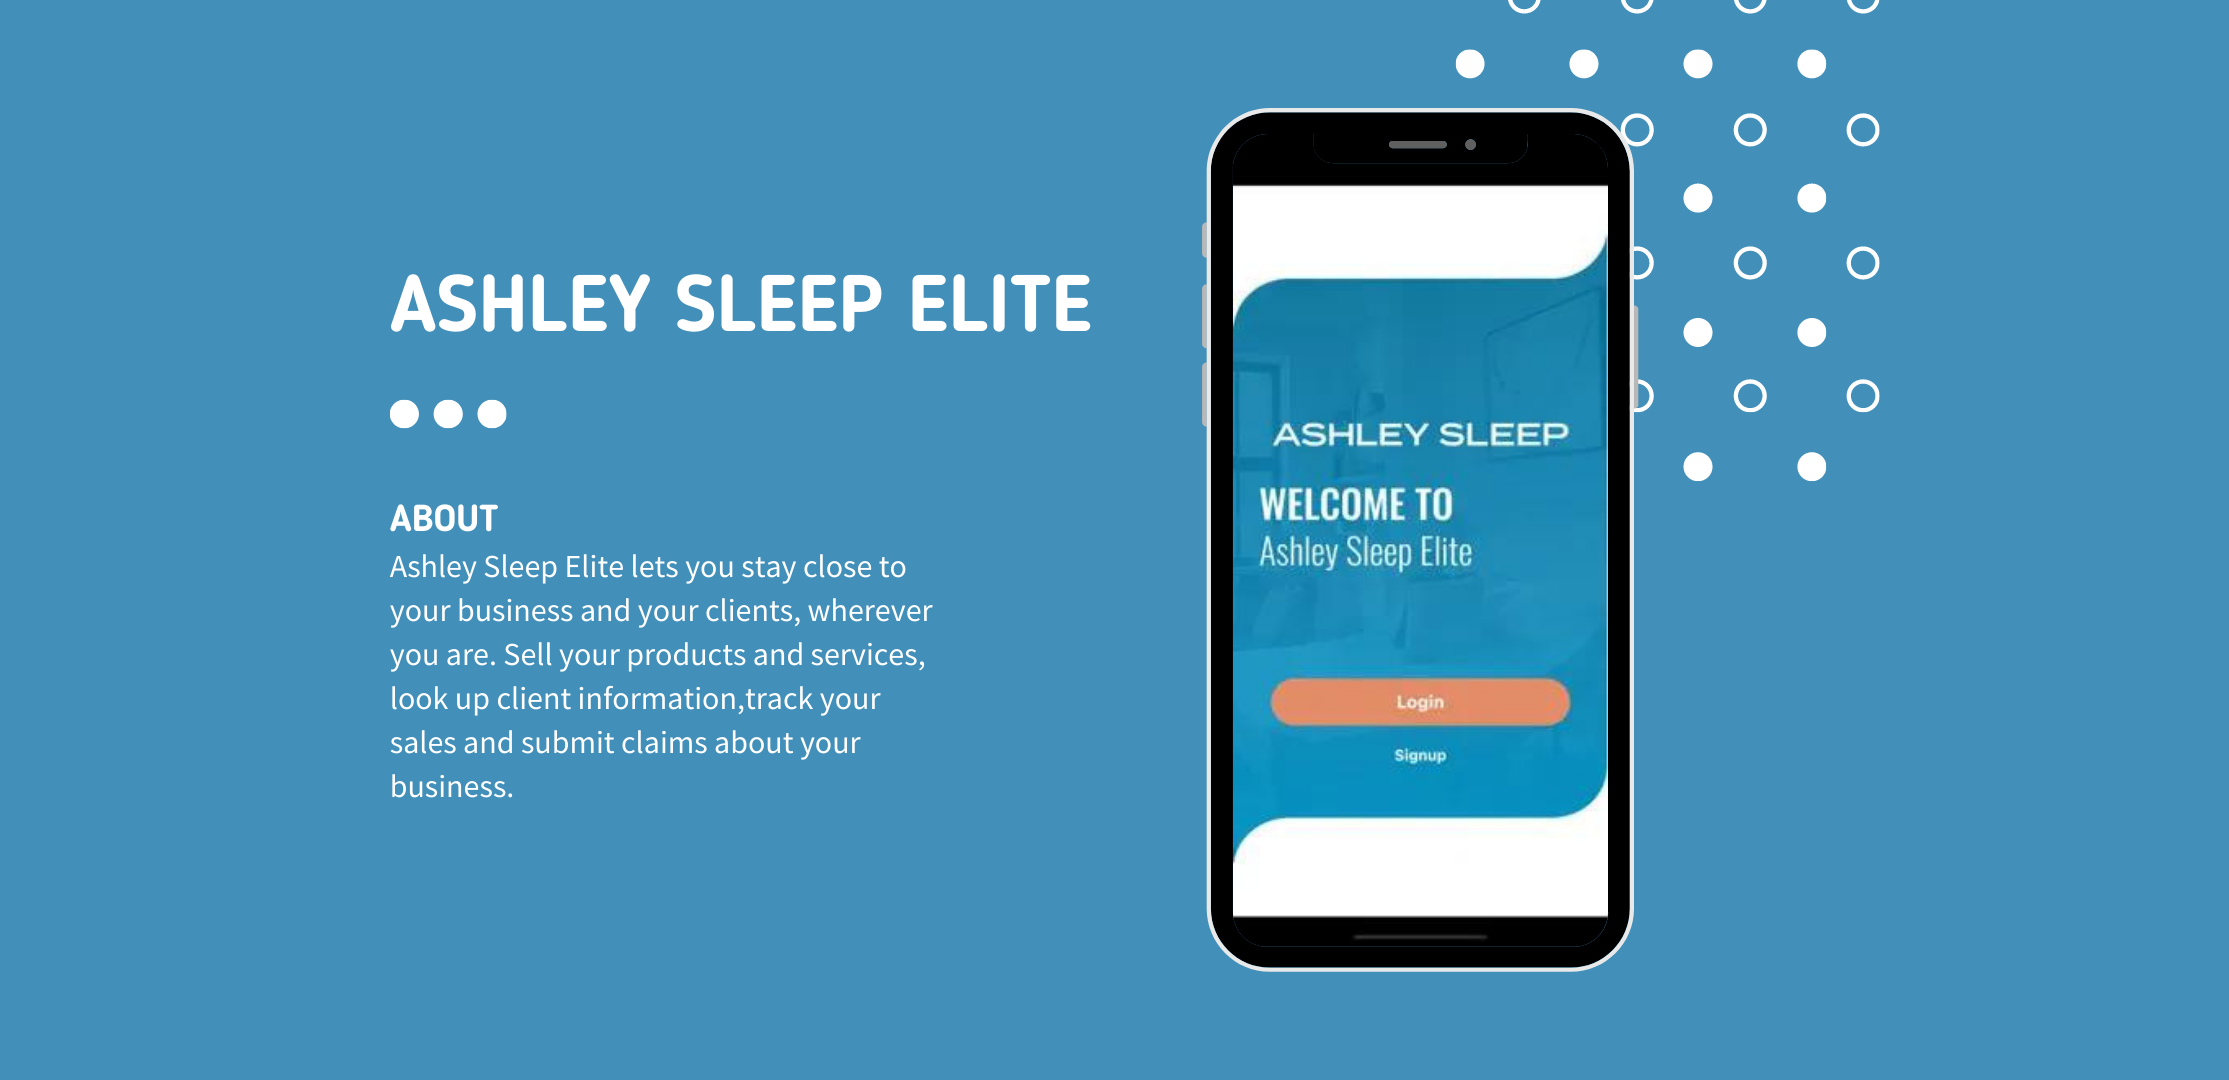 ASHLEY SLEEP ELITE
ABOUT
Ashley Sleep Elite lets you stay close to
your business and your clients, wherever
you are. Sell your products and services,
look up client information,track your
sales and submit claims about your
business.
ASHLEY SLEEP
WELCOME TO
Ashley Sleep Elite
Login
Signup